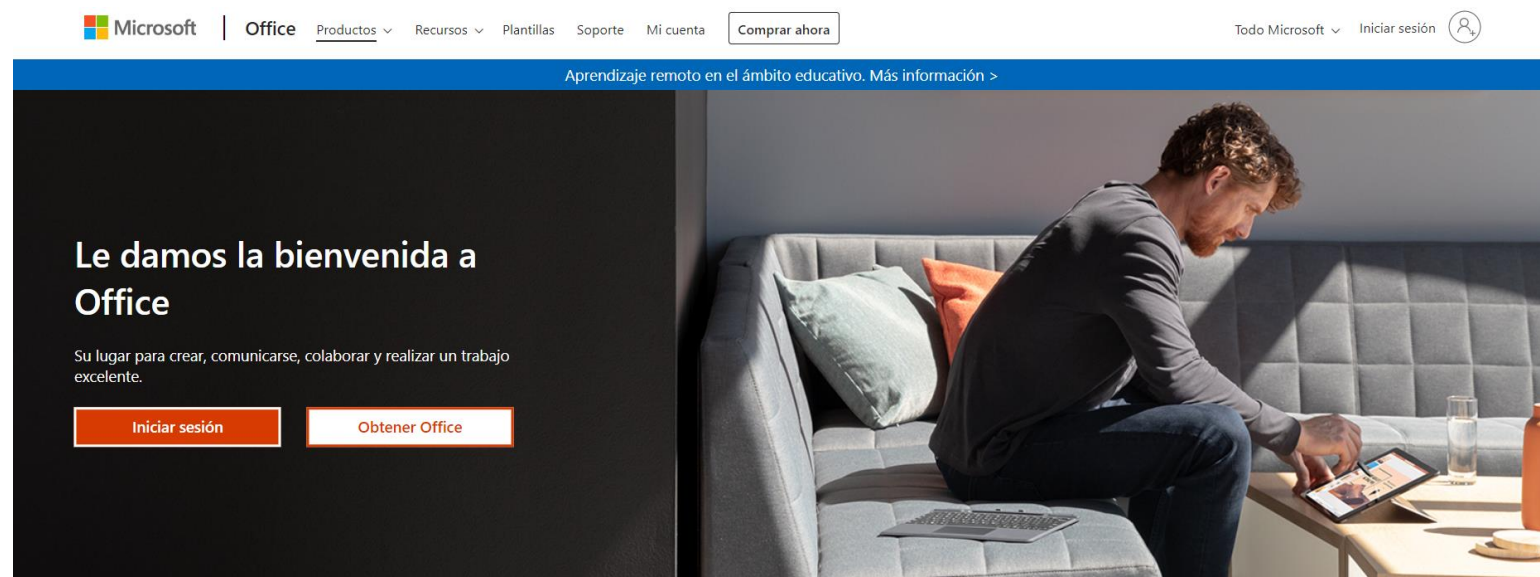 Microsoft Office Productos Recursos Plantillas Soporte Mi cuenta Comprar ahora Todo Microsoft Iniciar sesión
Aprendizaje remoto en el ámbito educativo. Más información >
Le damos la bienvenida a
Office
Su lugar para crear, comunicarse, colaborar y realizar un trabajo
excelente.
Iniciar sesión Obtener Office